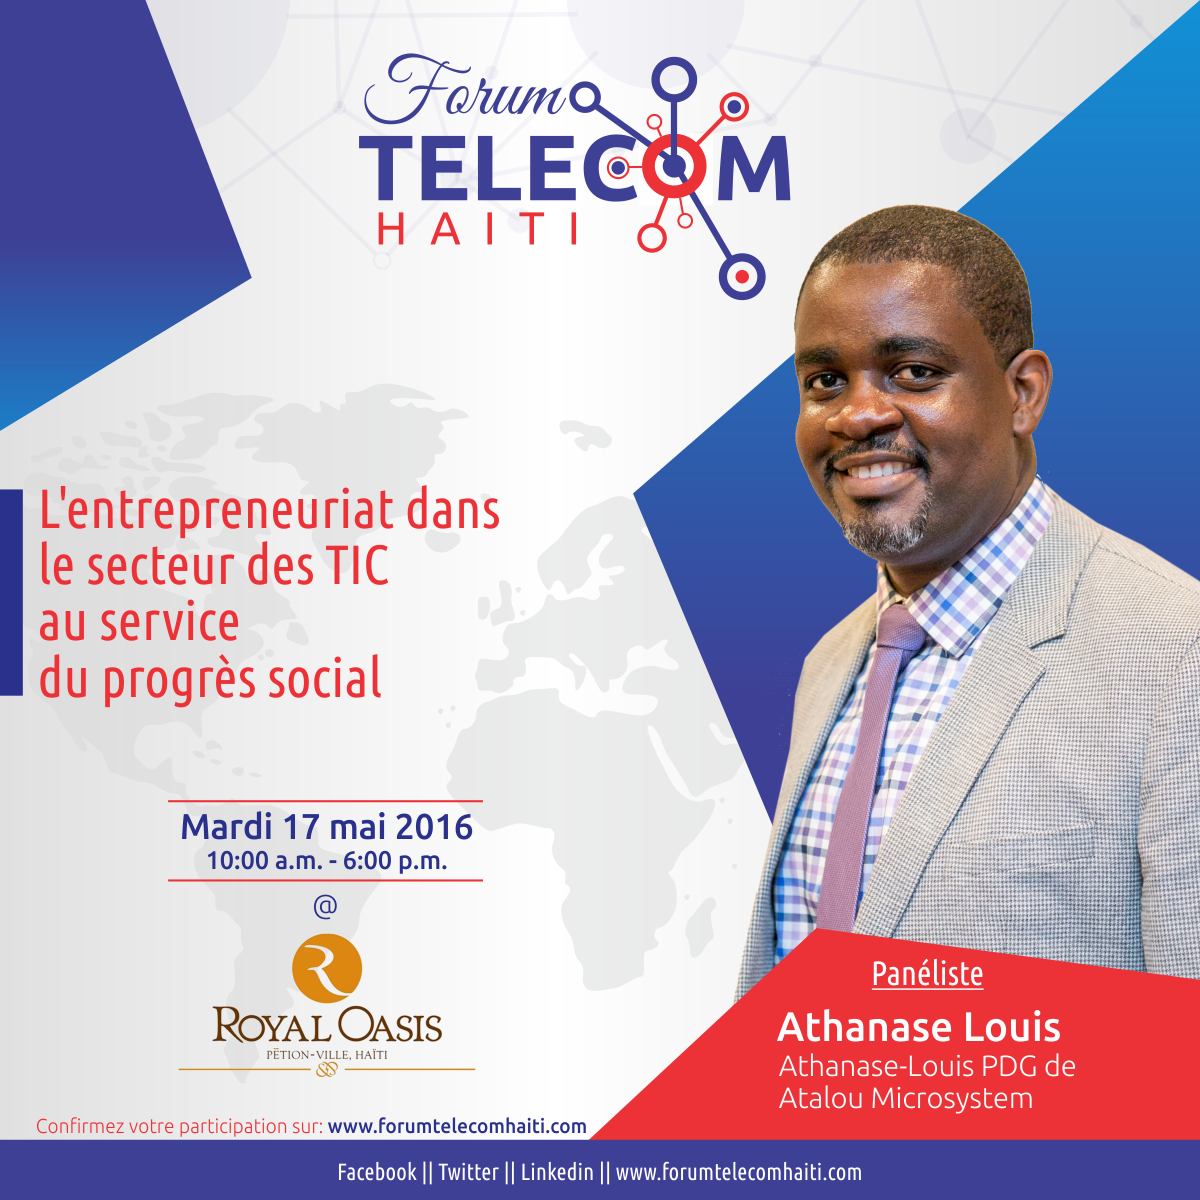 Forum
TELECOM
HAITI
L'entrepreneuriat dans
le secteur des TIC
au service
du progrès social
Mardi 17 mai 2016
10:00 a.m. - 6:00 p.m.
@
ROYAL OASIS
PÉTION-VILLE, HAÏTI
Panéliste
Athanase Louis
Athanase-Louis PDG de
Atalou Microsystem
Confirmez votre participation sur: www.forumtelecomhaiti.com
Facebook || Twitter || Linkedin || www.forumtelecomhaiti.com